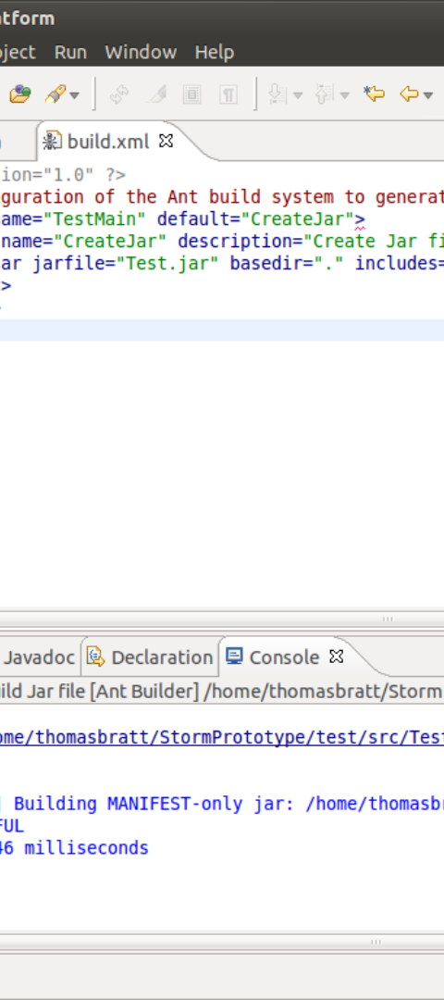 atform
ject Run Window Help
build.xml
ion="1.0" ?>
guration of the Ant build system to generat
ame="TestMain" default="CreateJar">
name="CreateJar" description="Create Jar fi
ar jarfile="Test.jar" basedir="." includes=
>
Javadoc Declaration Console
ild Jar file [Ant Builder] /home/thomasbratt/Storm
ome/thomasbratt/StormPrototype/test/src/Tes
] Building MANIFEST-only jar: /home/thomasb
FUL
46 milliseconds